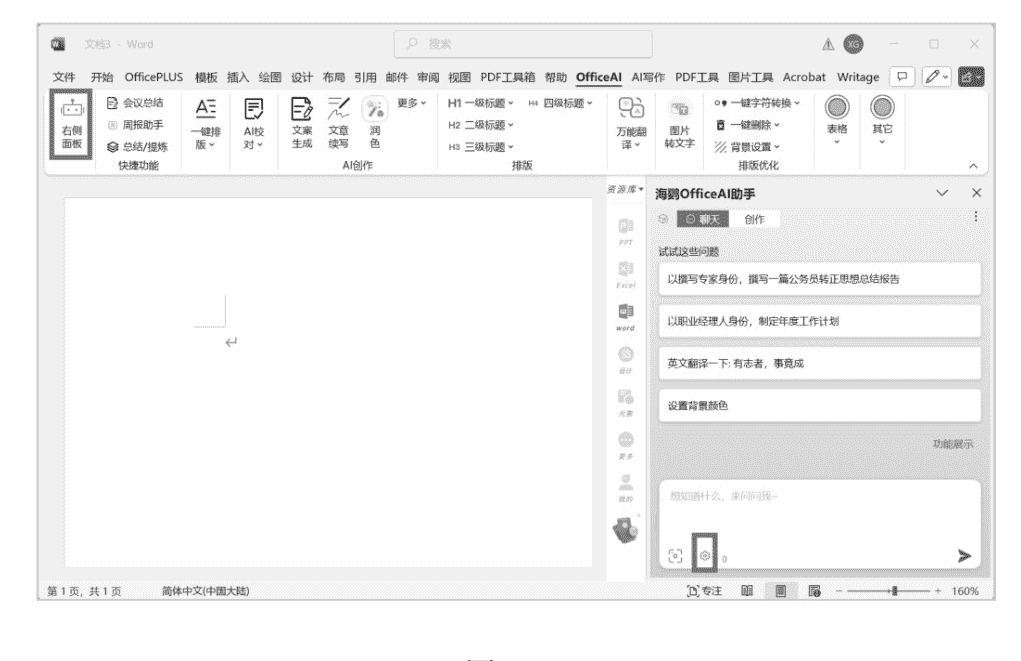 文档3 - Word
搜索
XG
文件 开始 OfficePLUS 模板 插入 绘图 设计 布局 引用 邮件 审阅 视图 PDF工具箱 帮助 OfficeAI AI写作 PDF工具 图片工具 Acrobat Writage
右侧面板
会议总结
周报助手
总结/提炼
快捷功能
一键排版
AI校对
文案生成
文章续写
润色
更多
AI创作
H1 一级标题
H2 二级标题
H3 三级标题
H4 四级标题
排版
万能翻译
图片转文字
一键字符转换
一键删除
背景设置
表格
其它
排版优化
资源库
PPT
Excel
word
设计
元素
更多
我的
海鹦OfficeAI助手
聊天 创作
试试这些问题
以撰写专家身份，撰写一篇公务员转正思想总结报告
以职业经理人身份，制定年度工作计划
英文翻译一下: 有志者，事竟成
设置背景颜色
功能展示
想知道什么，来问问我~
0
第1页，共1页 简体中文(中国大陆) 专注 160%